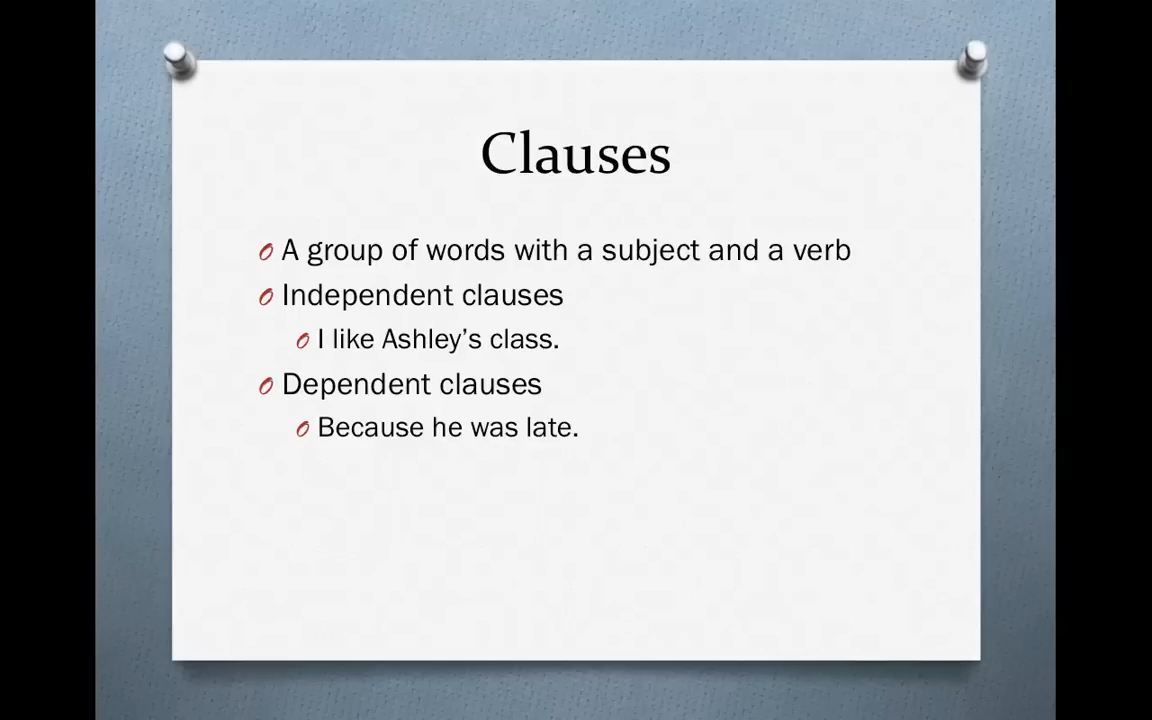 Clauses
A group of words with a subject and a verb
Independent clauses
I like Ashley’s class.
Dependent clauses
Because he was late.